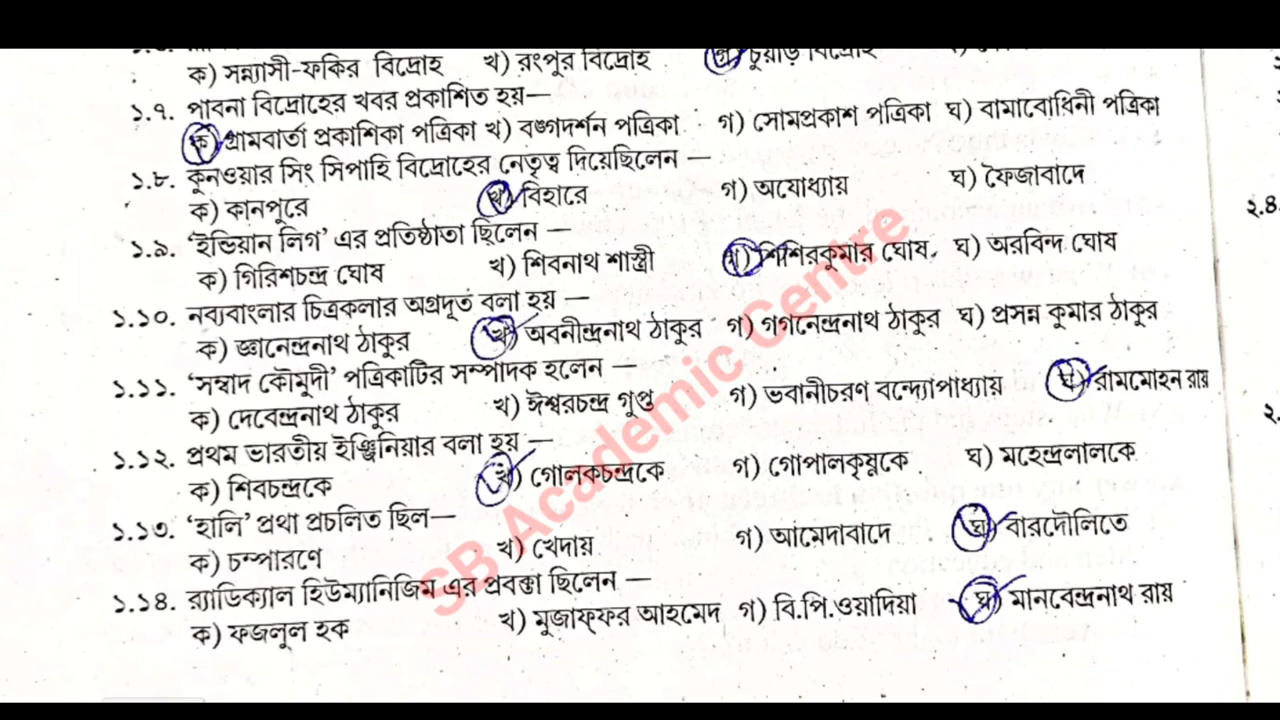 ক) সন্ন্যাসী-ফকির বিদ্রোহ খ) রংপুর বিদ্রোহ গ) চুয়াড় বিদ্রোহ
১.৭. পাবনা বিদ্রোহের খবর প্রকাশিত হয়—
ক) গ্রামবার্তা প্রকাশিকা পত্রিকা খ) বঙ্গদর্শন পত্রিকা গ) সোমপ্রকাশ পত্রিকা ঘ) বামাবোধিনী পত্রিকা
১.৮. কুনওয়ার সিং সিপাহি বিদ্রোহের নেতৃত্ব দিয়েছিলেন —
ক) কানপুরে খ) বিহারে গ) অযোধ্যায় ঘ) ফৈজাবাদে
২.৪.
১.৯. ‘ইন্ডিয়ান লিগ’ এর প্রতিষ্ঠাতা ছিলেন —
ক) গিরিশচন্দ্র ঘোষ খ) শিবনাথ শাস্ত্রী গ) শিশিরকুমার ঘোষ. ঘ) অরবিন্দ ঘোষ
১.১০. নব্যবাংলার চিত্রকলার অগ্রদূত বলা হয় —
ক) জ্ঞানেন্দ্রনাথ ঠাকুর খ) অবনীন্দ্রনাথ ঠাকুর গ) গগনেন্দ্রনাথ ঠাকুর ঘ) প্রসন্ন কুমার ঠাকুর
১.১১. ‘সম্বাদ কৌমুদী’ পত্রিকাটির সম্পাদক হলেন —
ক) দেবেন্দ্রনাথ ঠাকুর খ) ঈশ্বরচন্দ্র গুপ্ত গ) ভবানীচরণ বন্দ্যোপাধ্যায় ঘ) রামমোহন রায়
১.১২. প্রথম ভারতীয় ইঞ্জিনিয়ার বলা হয় —
ক) শিবচন্দ্রকে খ) গোলকচন্দ্রকে গ) গোপালকৃষ্ণকে ঘ) মহেন্দ্রলালকে
১.১৩. ‘হালি’ প্রথা প্রচলিত ছিল—
ক) চম্পারণে খ) খেদায় গ) আমেদাবাদে ঘ) বারদৌলিতে
১.১৪. র‍্যাডিক্যাল হিউম্যানিজিম এর প্রবক্তা ছিলেন —
ক) ফজলুল হক খ) মুজাফ্ফর আহমেদ গ) বি.পি.ওয়াদিয়া ঘ) মানবেন্দ্রনাথ রায়
SB Academic Centre